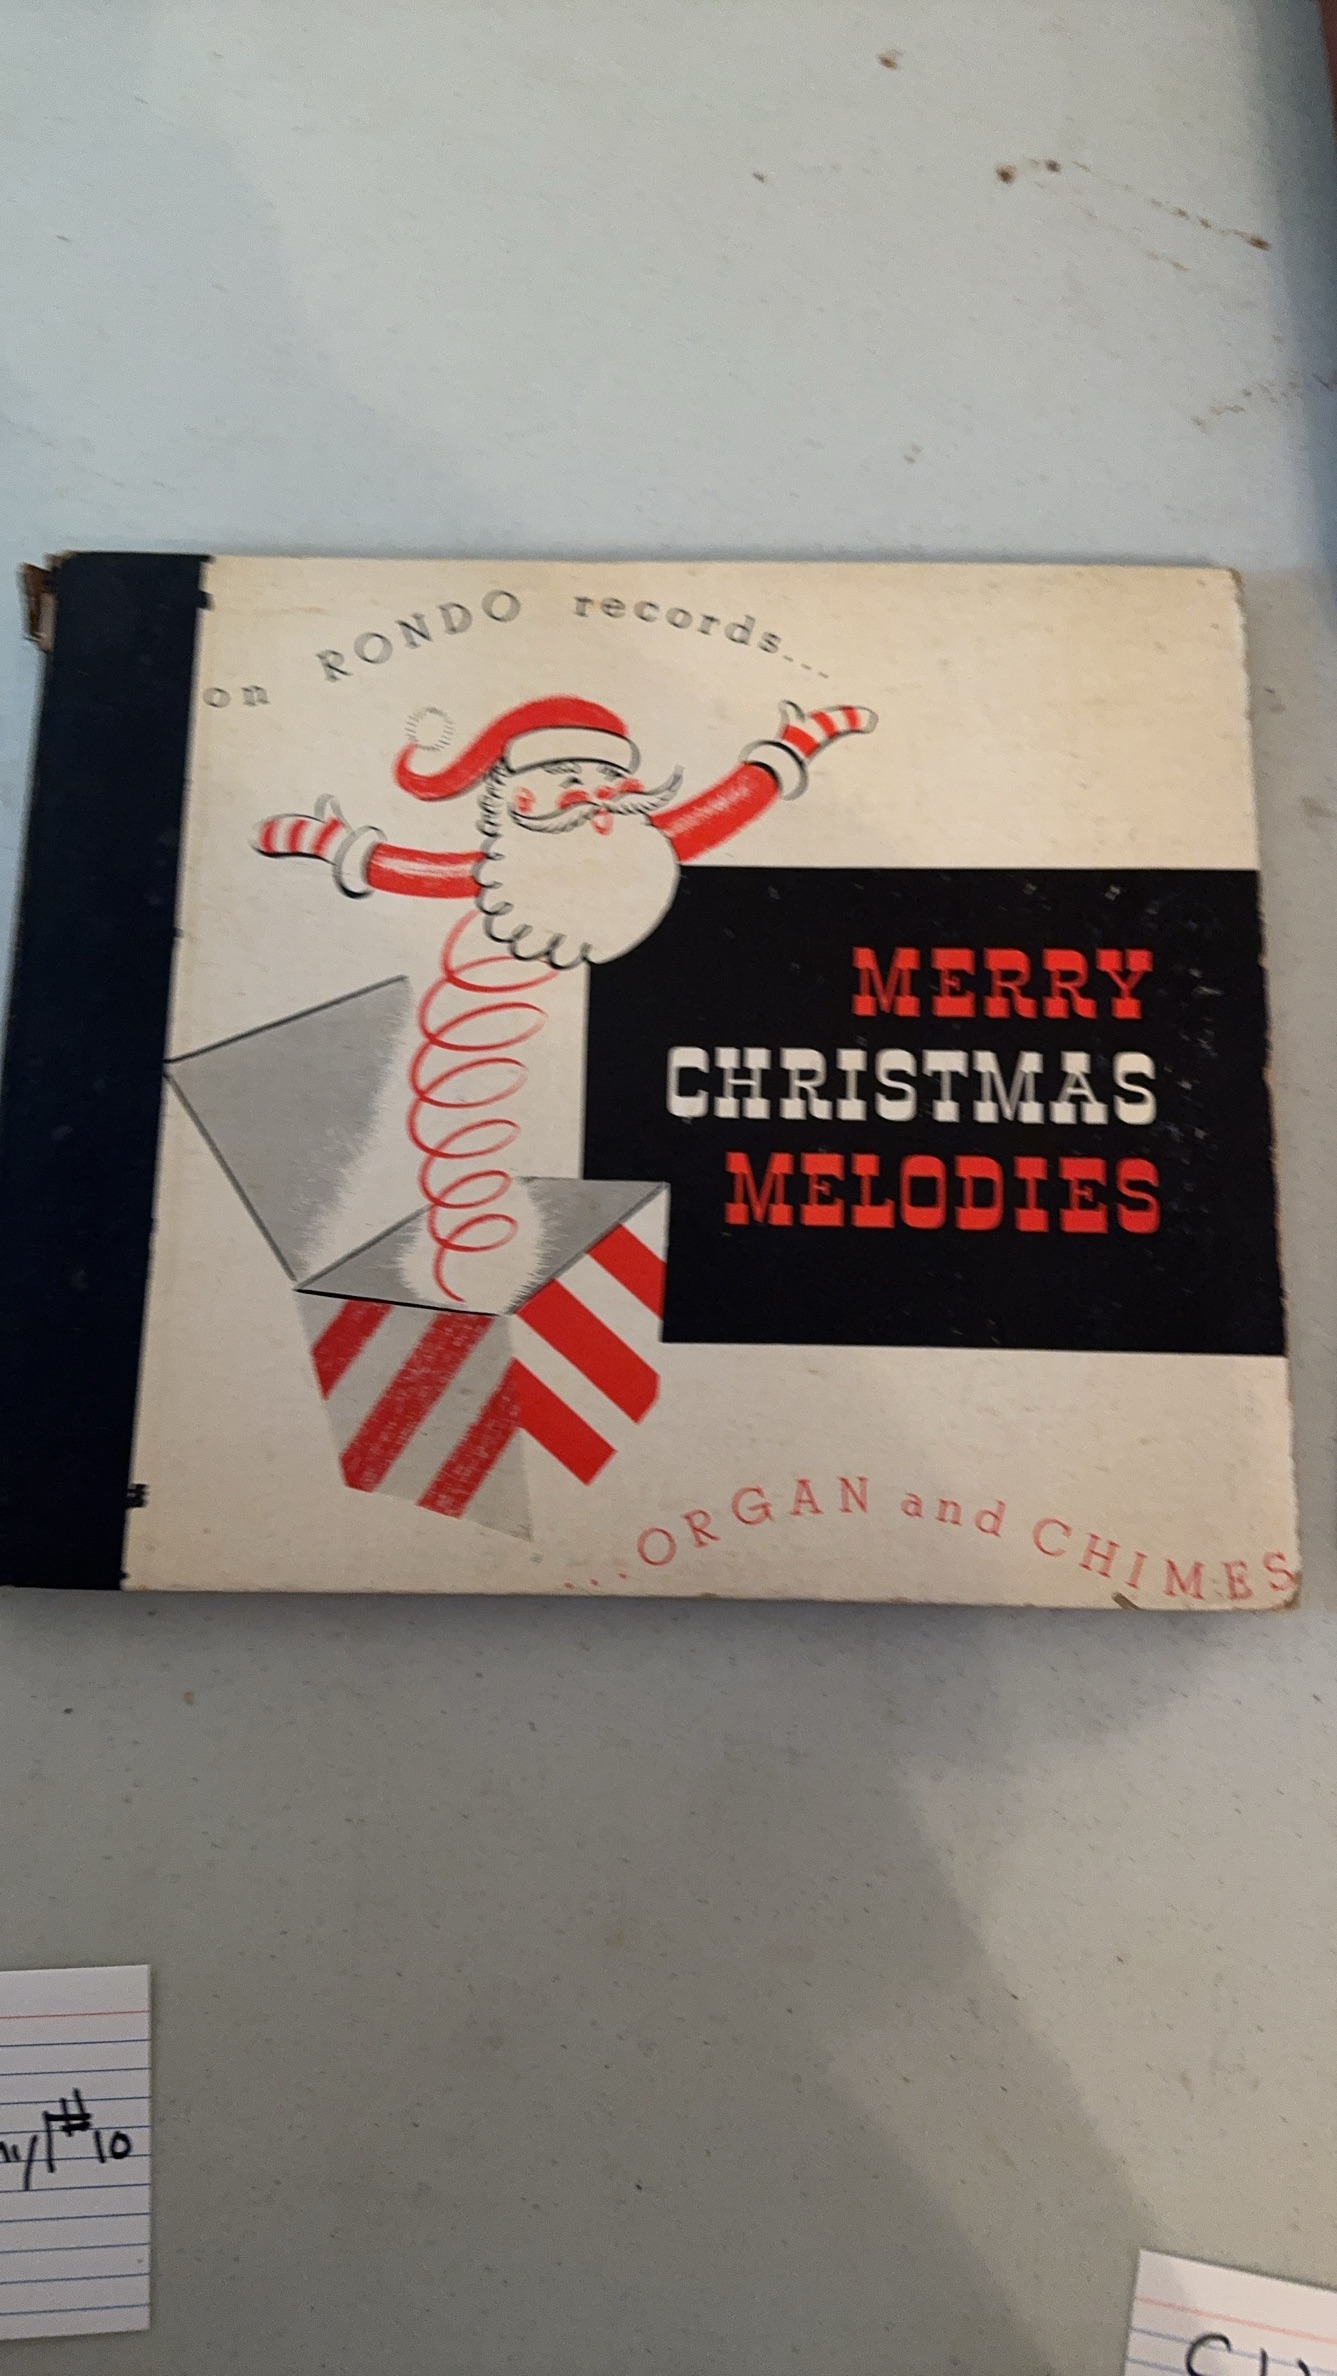 on RONDO records...
MERRY
CHRISTMAS
MELODIES
...ORGAN and CHIMES
#10